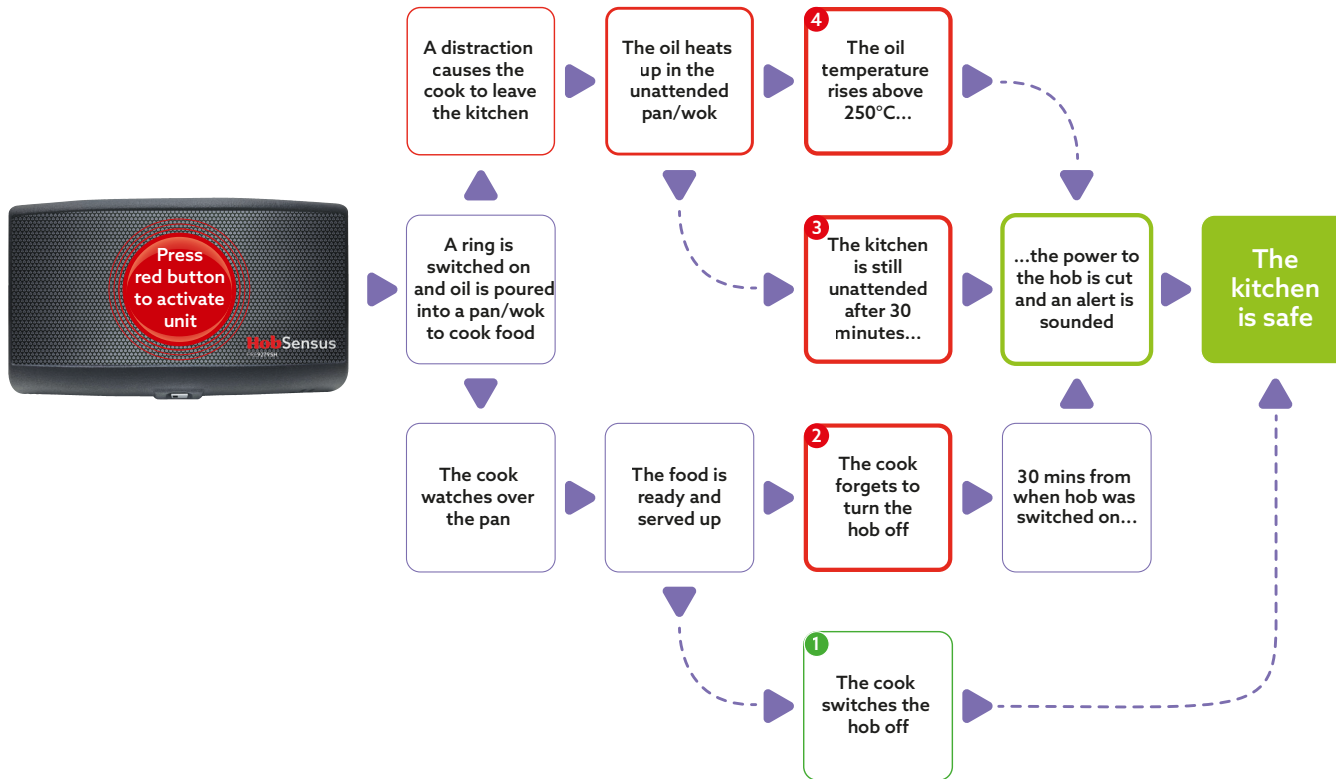 Press
red button
to activate
unit
HobSensus
A distraction
causes the
cook to leave
the kitchen
The oil heats
up in the
unattended
pan/wok
4
The oil
temperature
rises above
250°C...
A ring is
switched on
and oil is poured
into a pan/wok
to cook food
3
The kitchen
is still
unattended
after 30
minutes...
...the power to
the hob is cut
and an alert is
sounded
The
kitchen
is safe
The cook
watches over
the pan
The food is
ready and
served up
2
The cook
forgets to
turn the
hob off
30 mins from
when hob was
switched on...
1
The cook
switches the
hob off